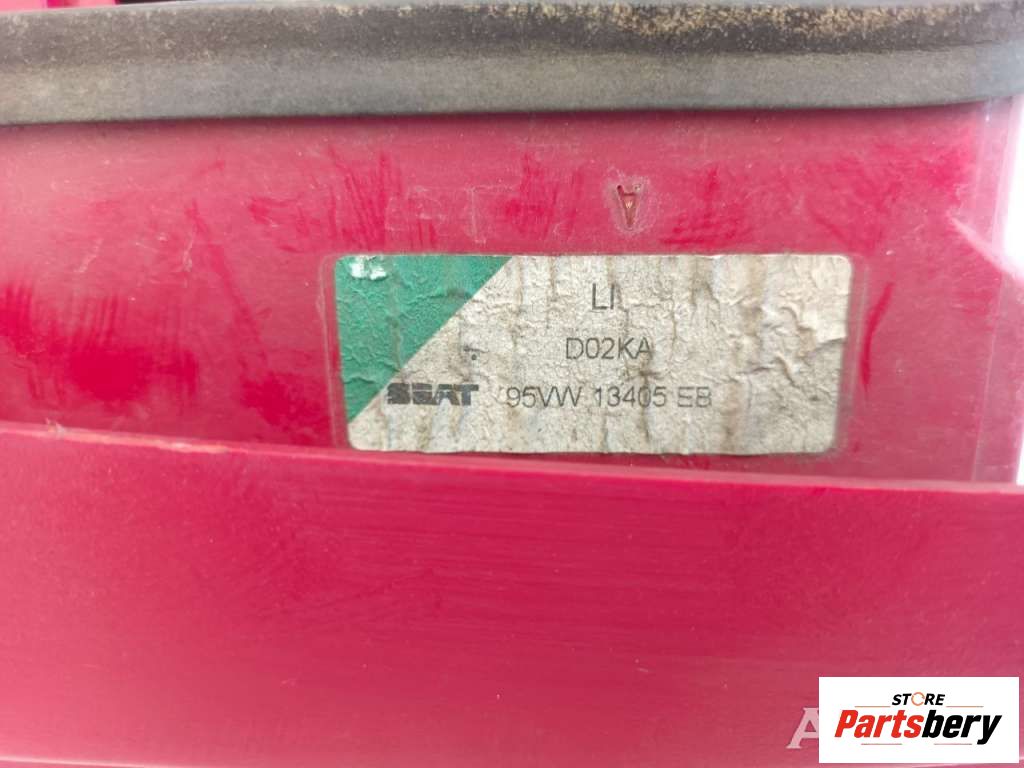 LI
D02KA
SEAT 95VW 13405 EB
STORE
Partsbery